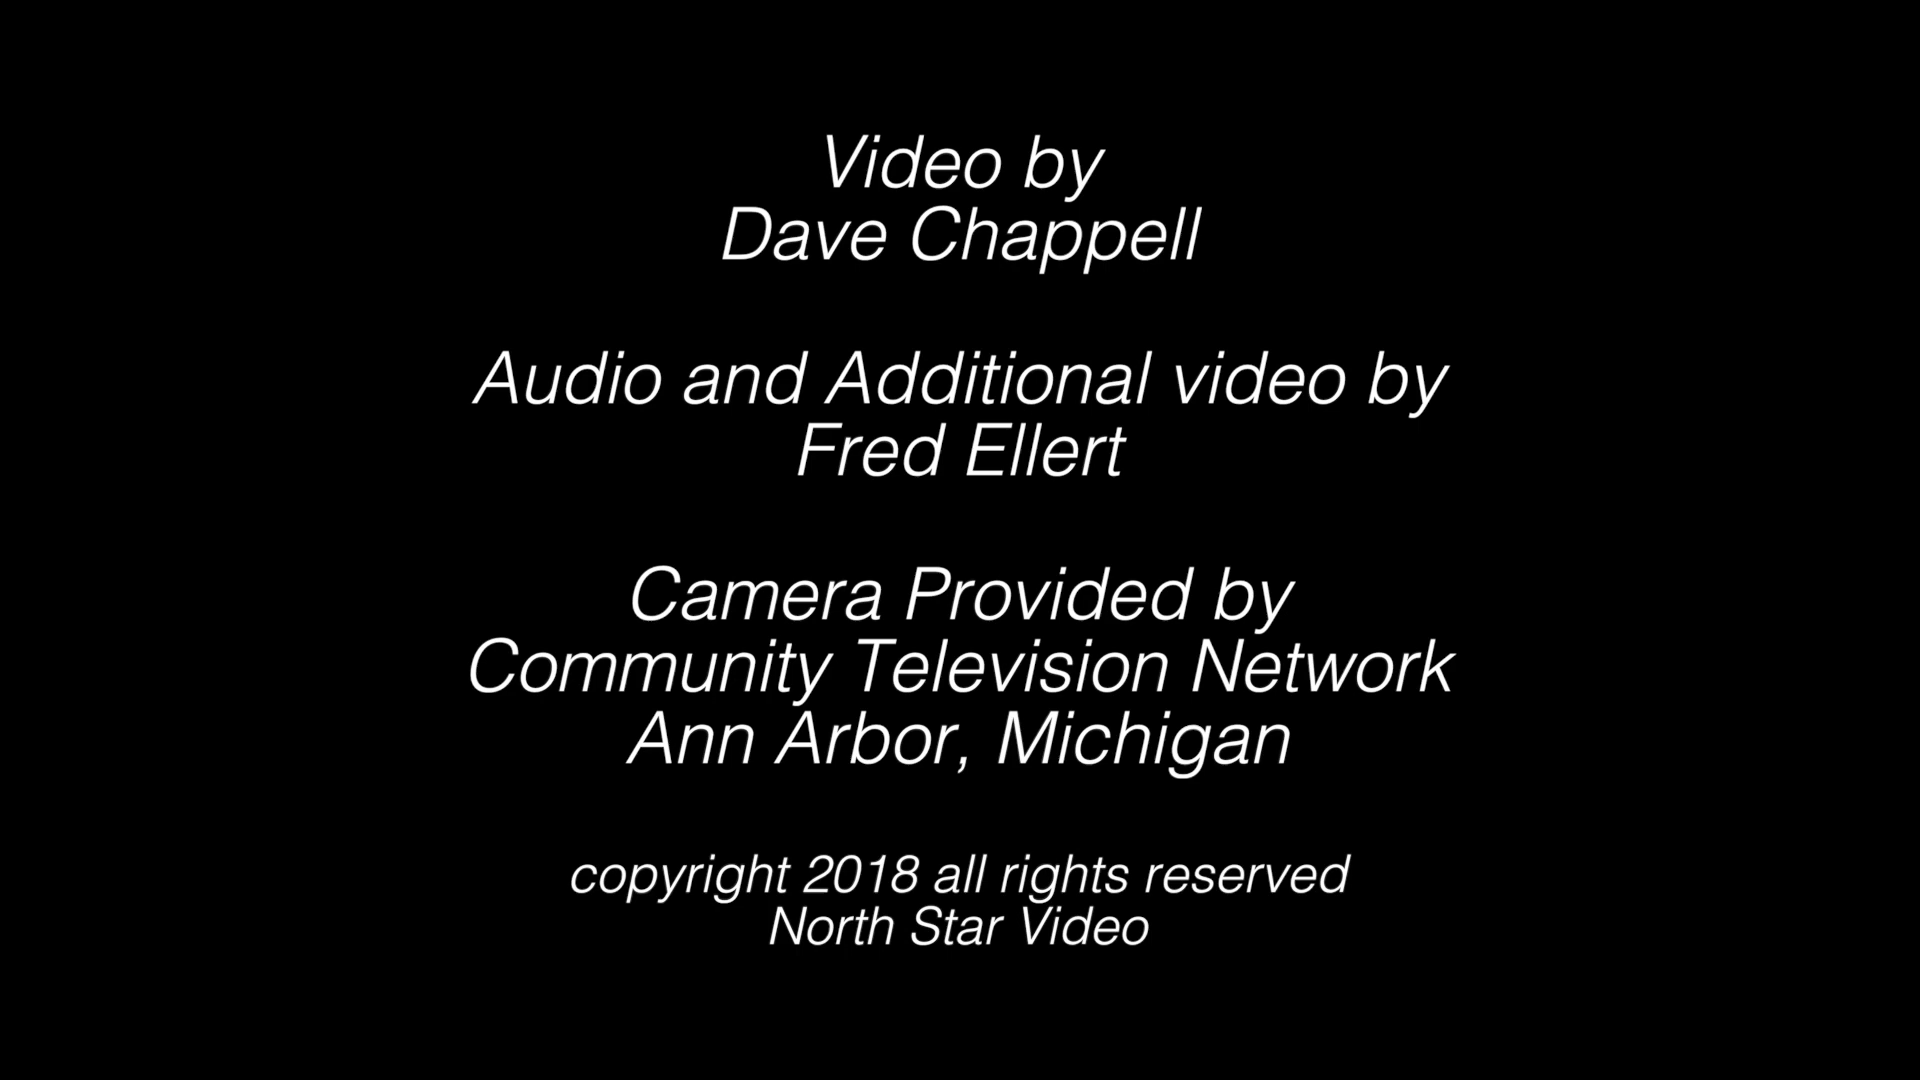 Video by
Dave Chappell
Audio and Additional video by
Fred Ellert
Camera Provided by
Community Television Network
Ann Arbor, Michigan
copyright 2018 all rights reserved
North Star Video